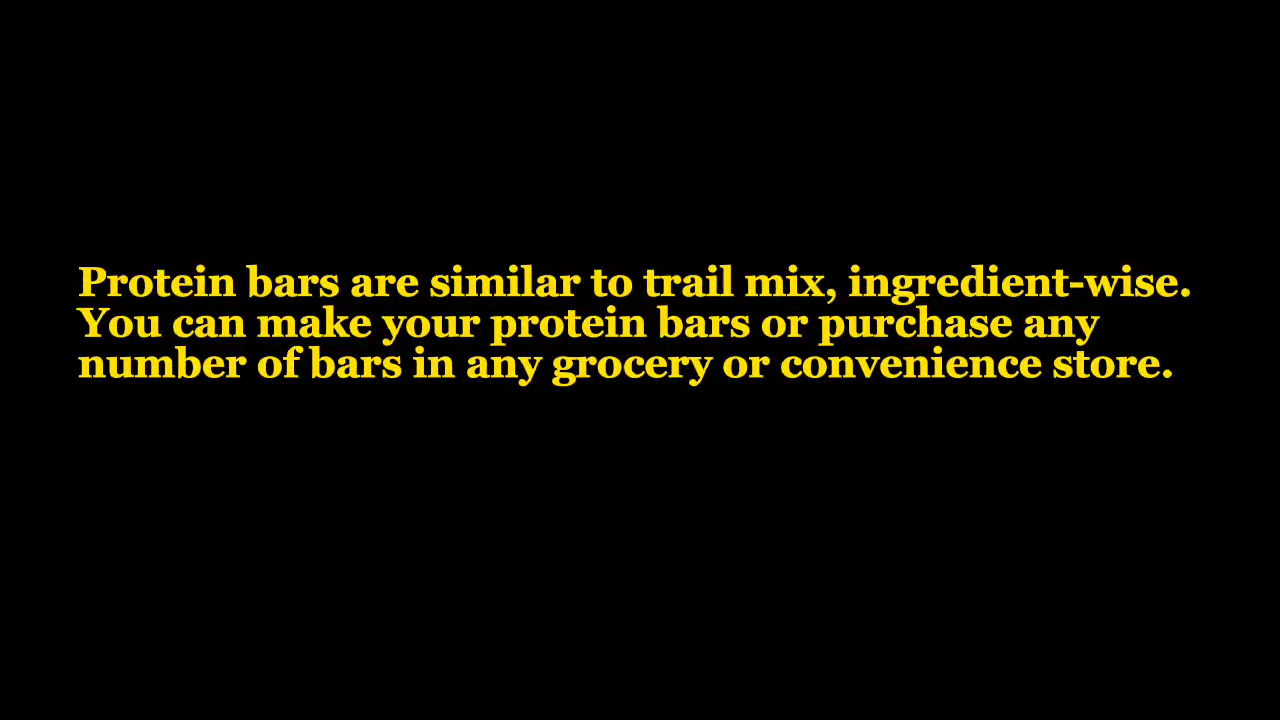 Protein bars are similar to trail mix, ingredient-wise.
You can make your protein bars or purchase any
number of bars in any grocery or convenience store.